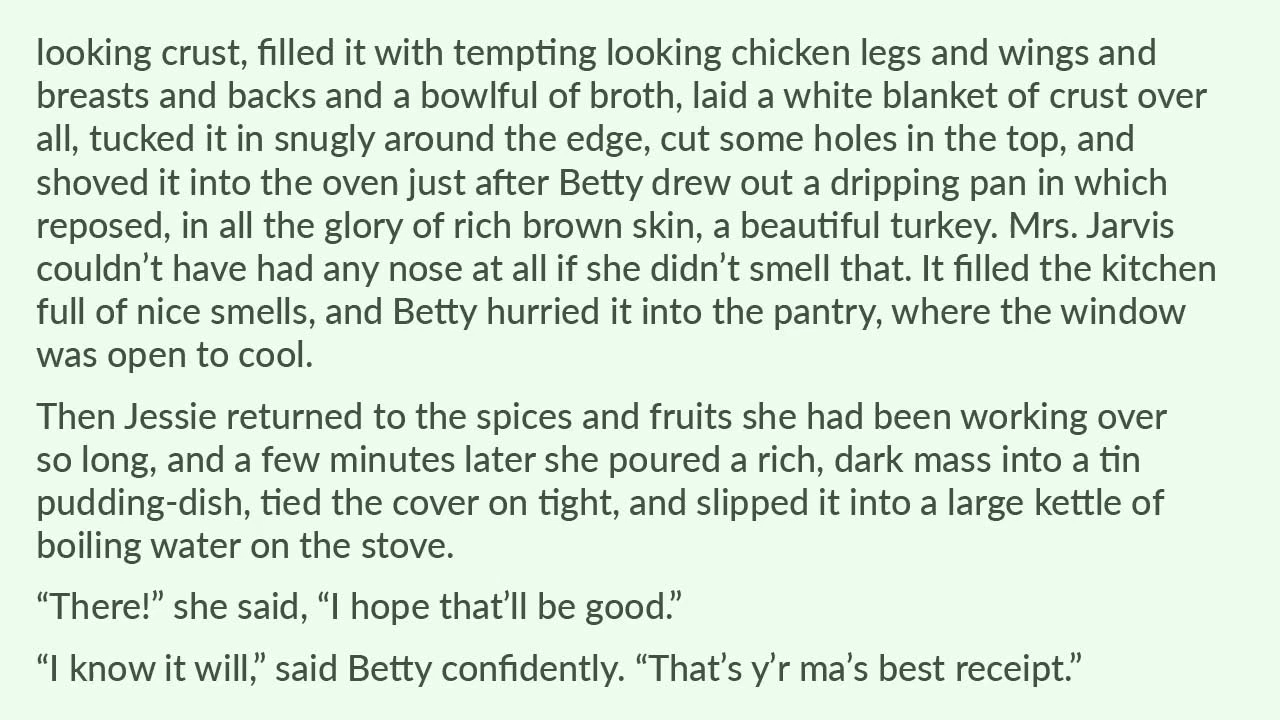 looking crust, filled it with tempting looking chicken legs and wings and
breasts and backs and a bowlful of broth, laid a white blanket of crust over
all, tucked it in snugly around the edge, cut some holes in the top, and
shoved it into the oven just after Betty drew out a dripping pan in which
reposed, in all the glory of rich brown skin, a beautiful turkey. Mrs. Jarvis
couldn’t have had any nose at all if she didn’t smell that. It filled the kitchen
full of nice smells, and Betty hurried it into the pantry, where the window
was open to cool.
Then Jessie returned to the spices and fruits she had been working over
so long, and a few minutes later she poured a rich, dark mass into a tin
pudding-dish, tied the cover on tight, and slipped it into a large kettle of
boiling water on the stove.
“There!” she said, “I hope that’ll be good.”
“I know it will,” said Betty confidently. “That’s y’r ma’s best receipt.”